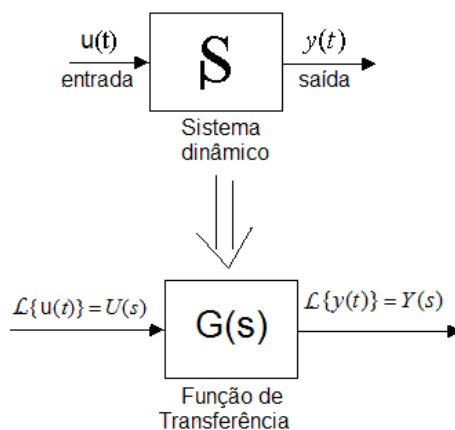 u(t)
entrada
S
y(t)
saída
Sistema
dinâmico
ℒ{u(t)} = U(s)
G(s)
ℒ{y(t)} = Y(s)
Função de
Transferência